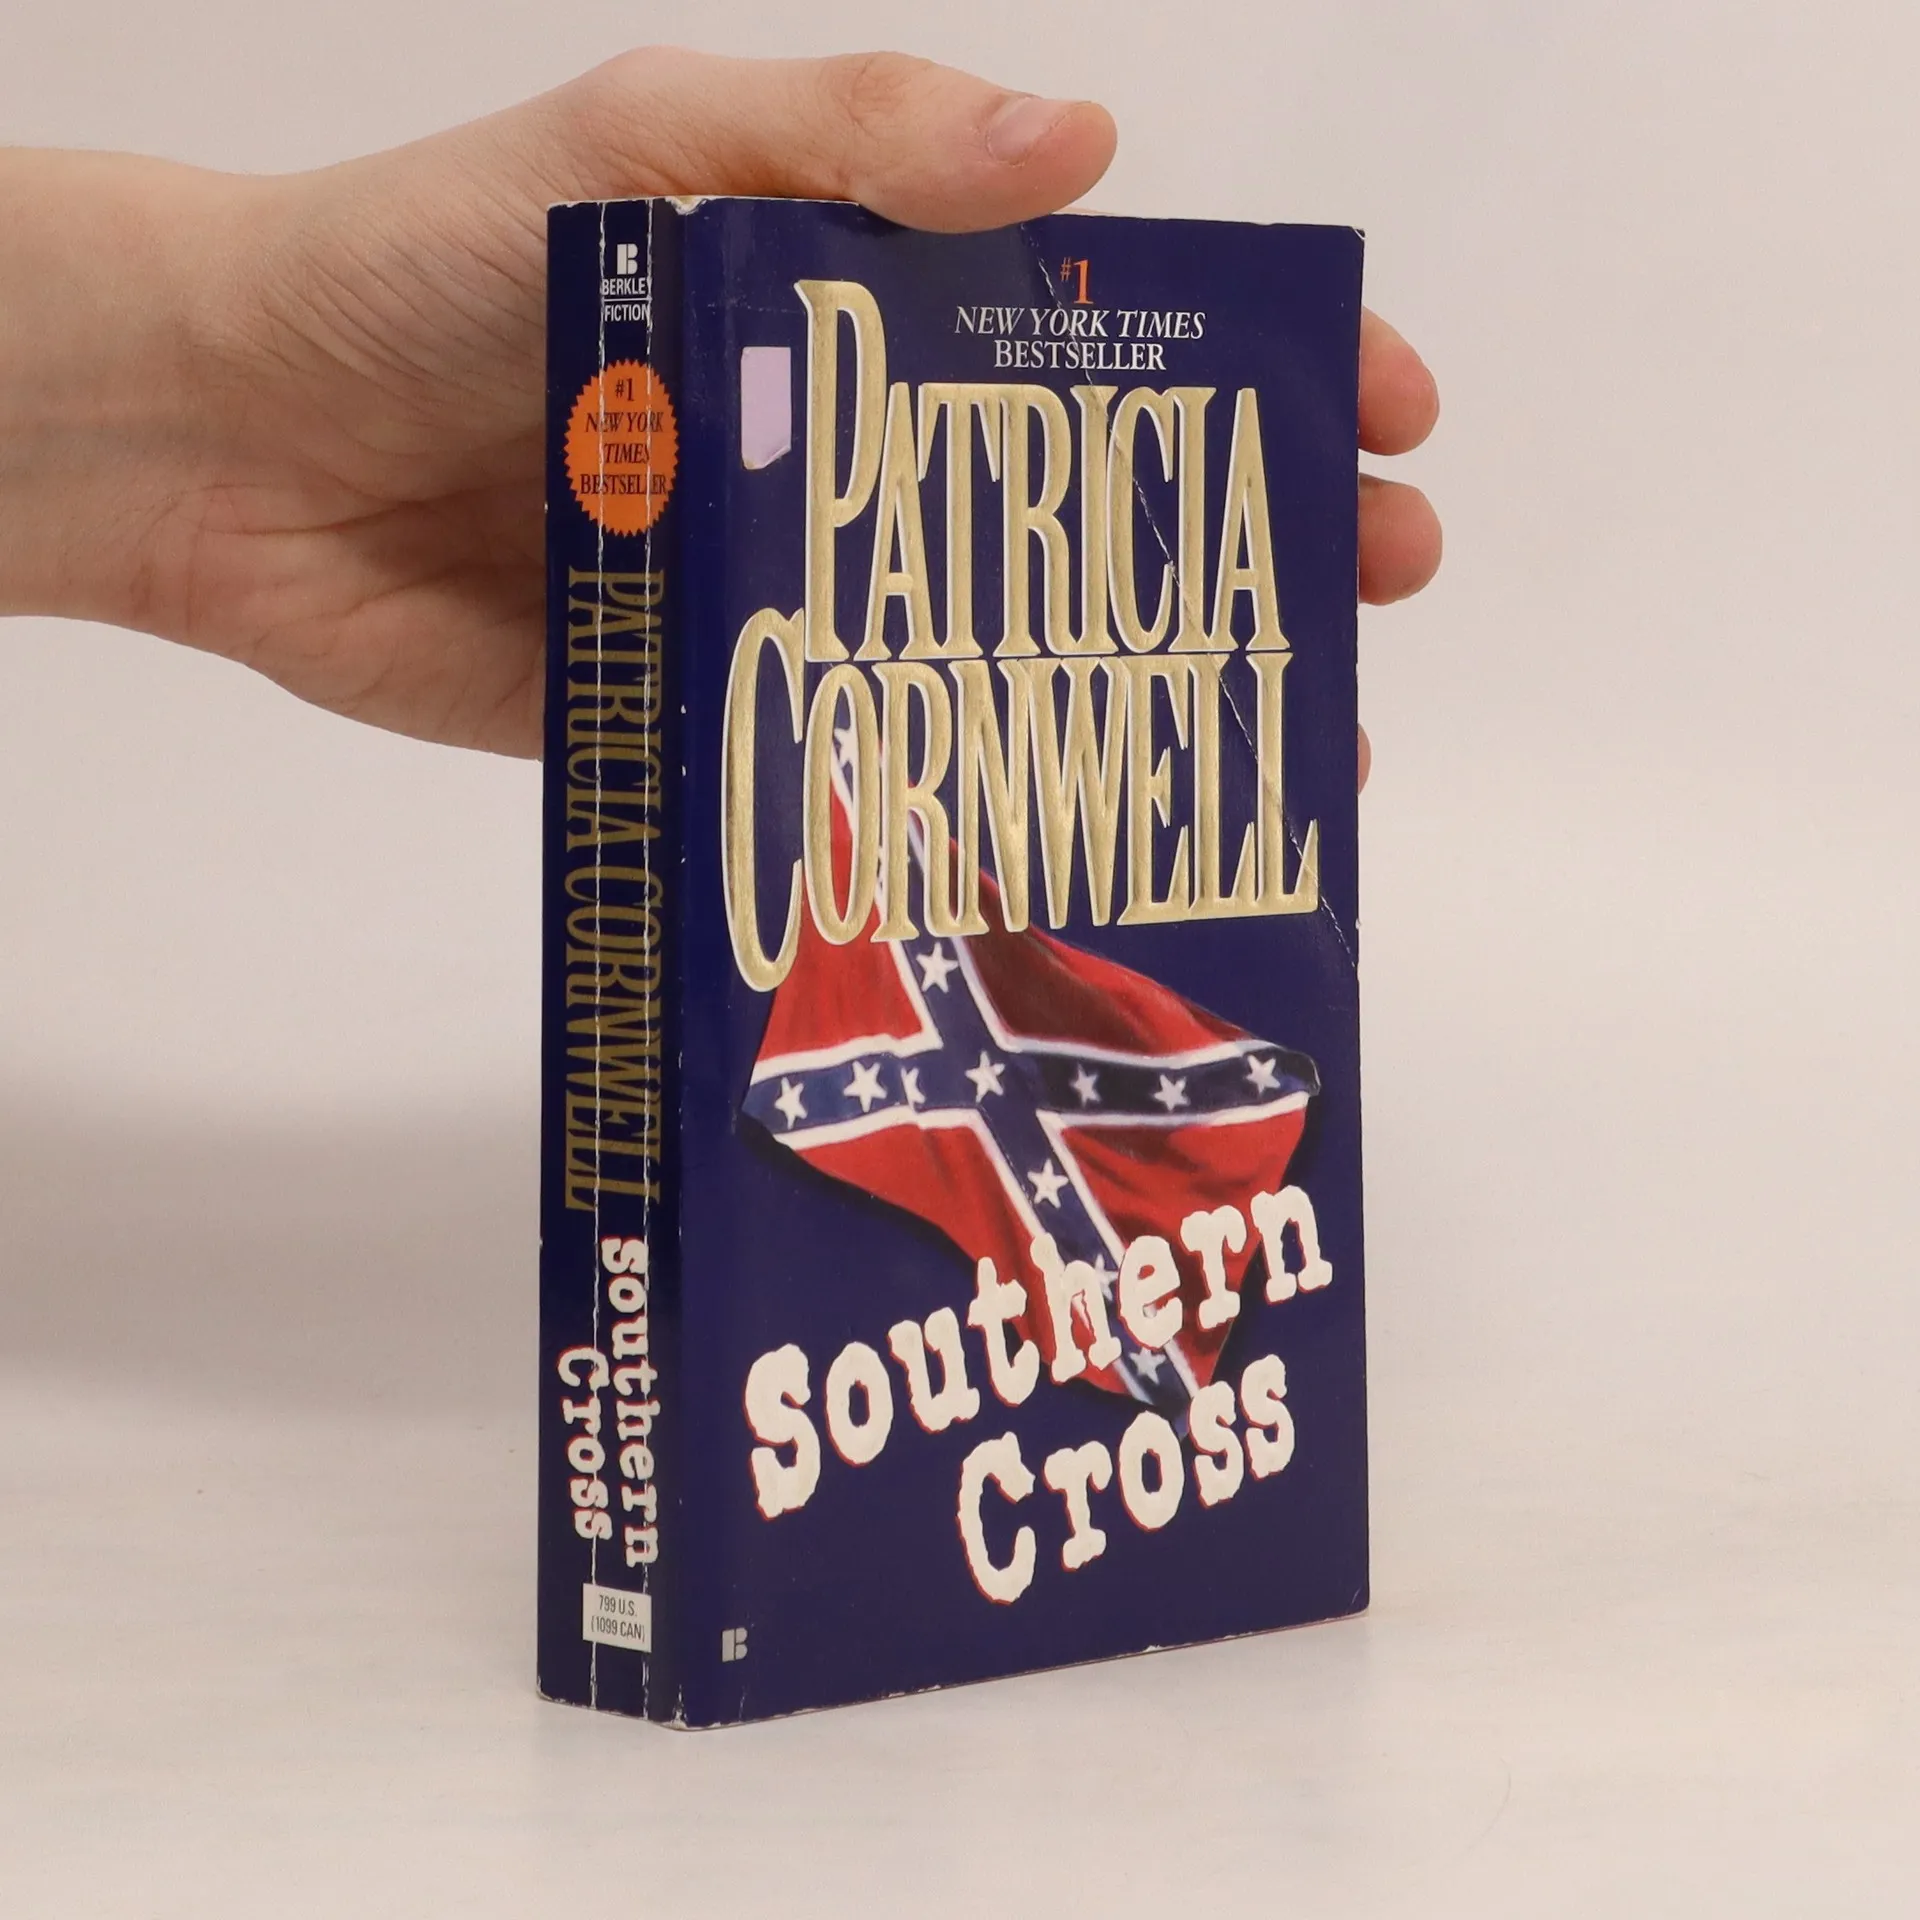 B
BERKLEY
FICTION
#1
NEW YORK
TIMES
BESTSELLER
PATRICIA CORNWELL
Southern
Cross
799 U.S.
(1099 CAN)
#1
NEW YORK TIMES
BESTSELLER
PATRICIA
CORNWELL
Southern
Cross
B